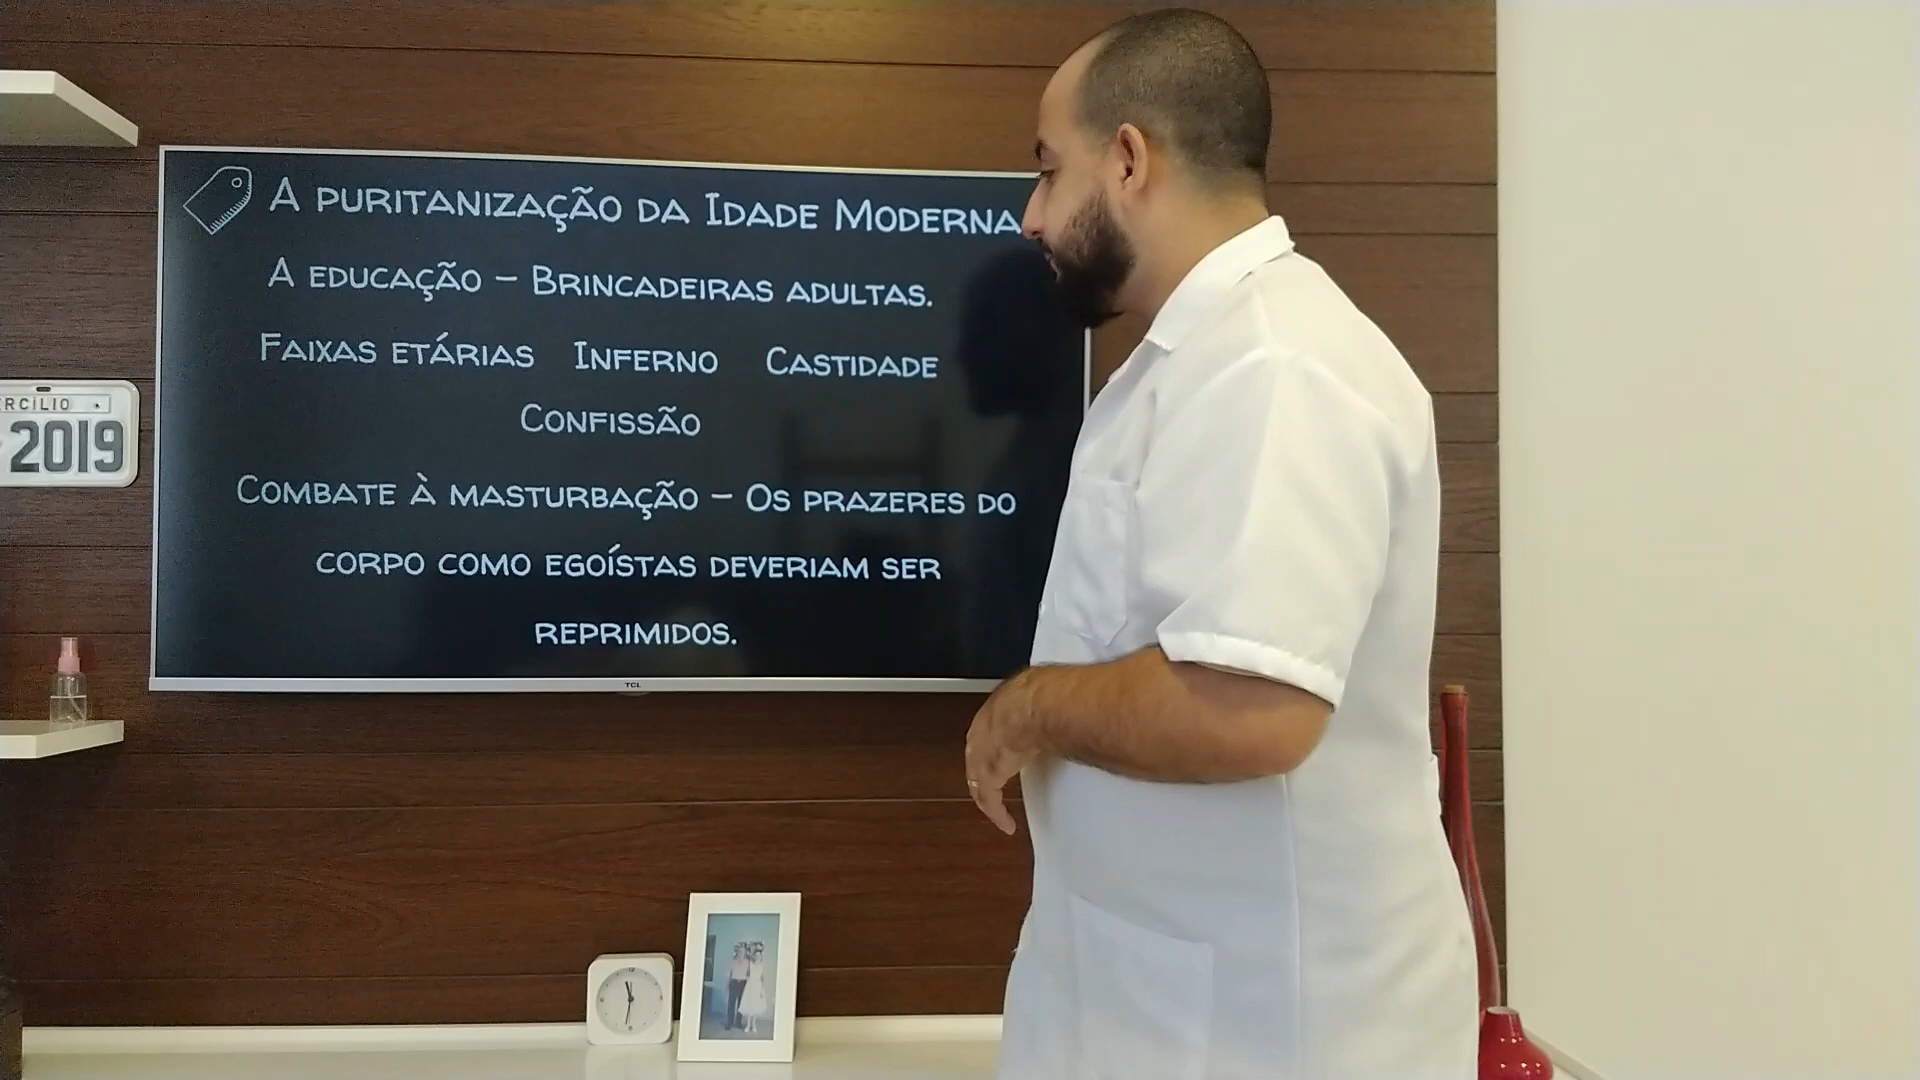 A PURITANIZAÇÃO DA IDADE MODERNA
A EDUCAÇÃO – BRINCADEIRAS ADULTAS.
FAIXAS ETÁRIAS INFERNO CASTIDADE
CONFISSÃO
COMBATE À MASTURBAÇÃO – OS PRAZERES DO
CORPO COMO EGOÍSTAS DEVERIAM SER
REPRIMIDOS.
TCL
RCÍLIO
2019